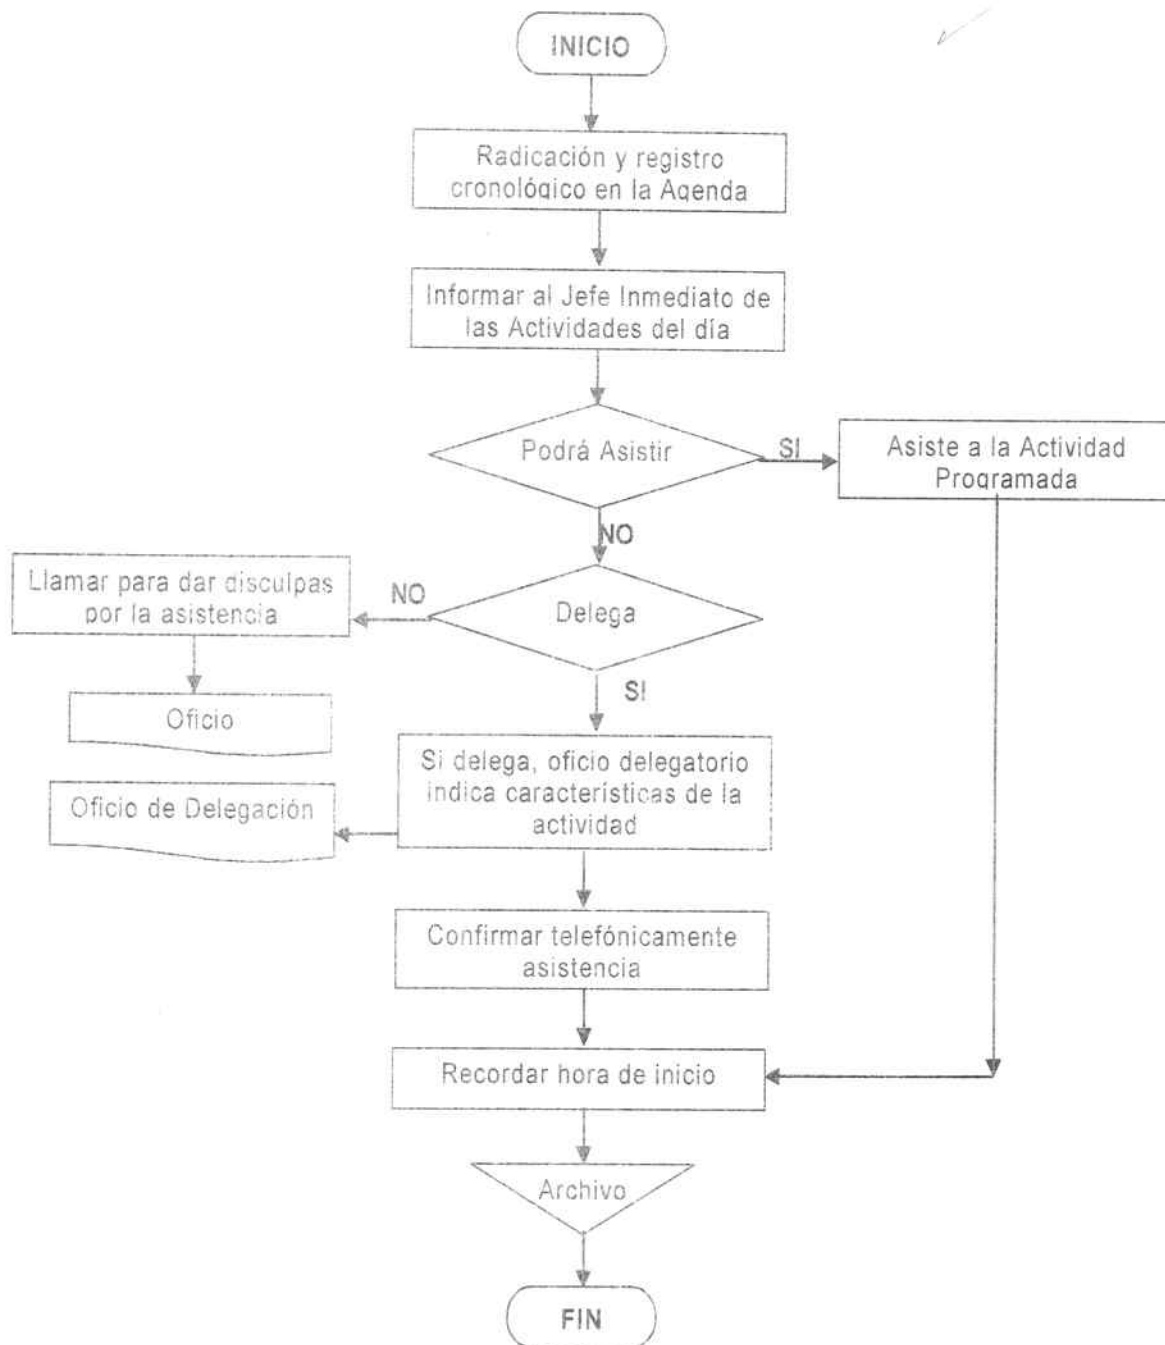 INICIO
Radicación y registro
cronológico en la Agenda
Informar al Jefe Inmediato de
las Actividades del día
Podrá Asistir
SI
Asiste a la Actividad
Programada
NO
Llamar para dar disculpas
por la asistencia
NO
Delega
SI
Oficio
Si delega, oficio delegatorio
indica características de la
actividad
Oficio de Delegación
Confirmar telefónicamente
asistencia
Recordar hora de inicio
Archivo
FIN